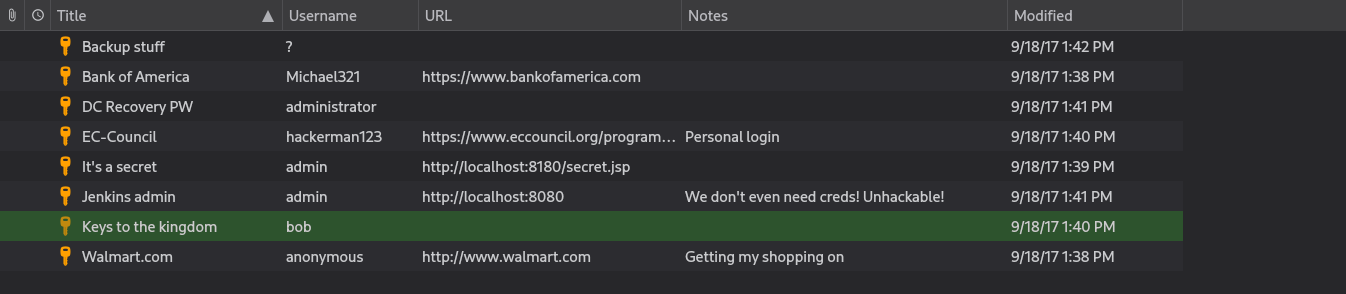 Title Username URL Notes Modified
Backup stuff ? 9/18/17 1:42 PM
Bank of America Michael321 https://www.bankofamerica.com 9/18/17 1:38 PM
DC Recovery PW administrator 9/18/17 1:41 PM
EC-Council hackerman123 https://www.eccouncil.org/program... Personal login 9/18/17 1:40 PM
It's a secret admin http://localhost:8180/secret.jsp 9/18/17 1:39 PM
Jenkins admin admin http://localhost:8080 We don't even need creds! Unhackable! 9/18/17 1:41 PM
Keys to the kingdom bob 9/18/17 1:40 PM
Walmart.com anonymous http://www.walmart.com Getting my shopping on 9/18/17 1:38 PM